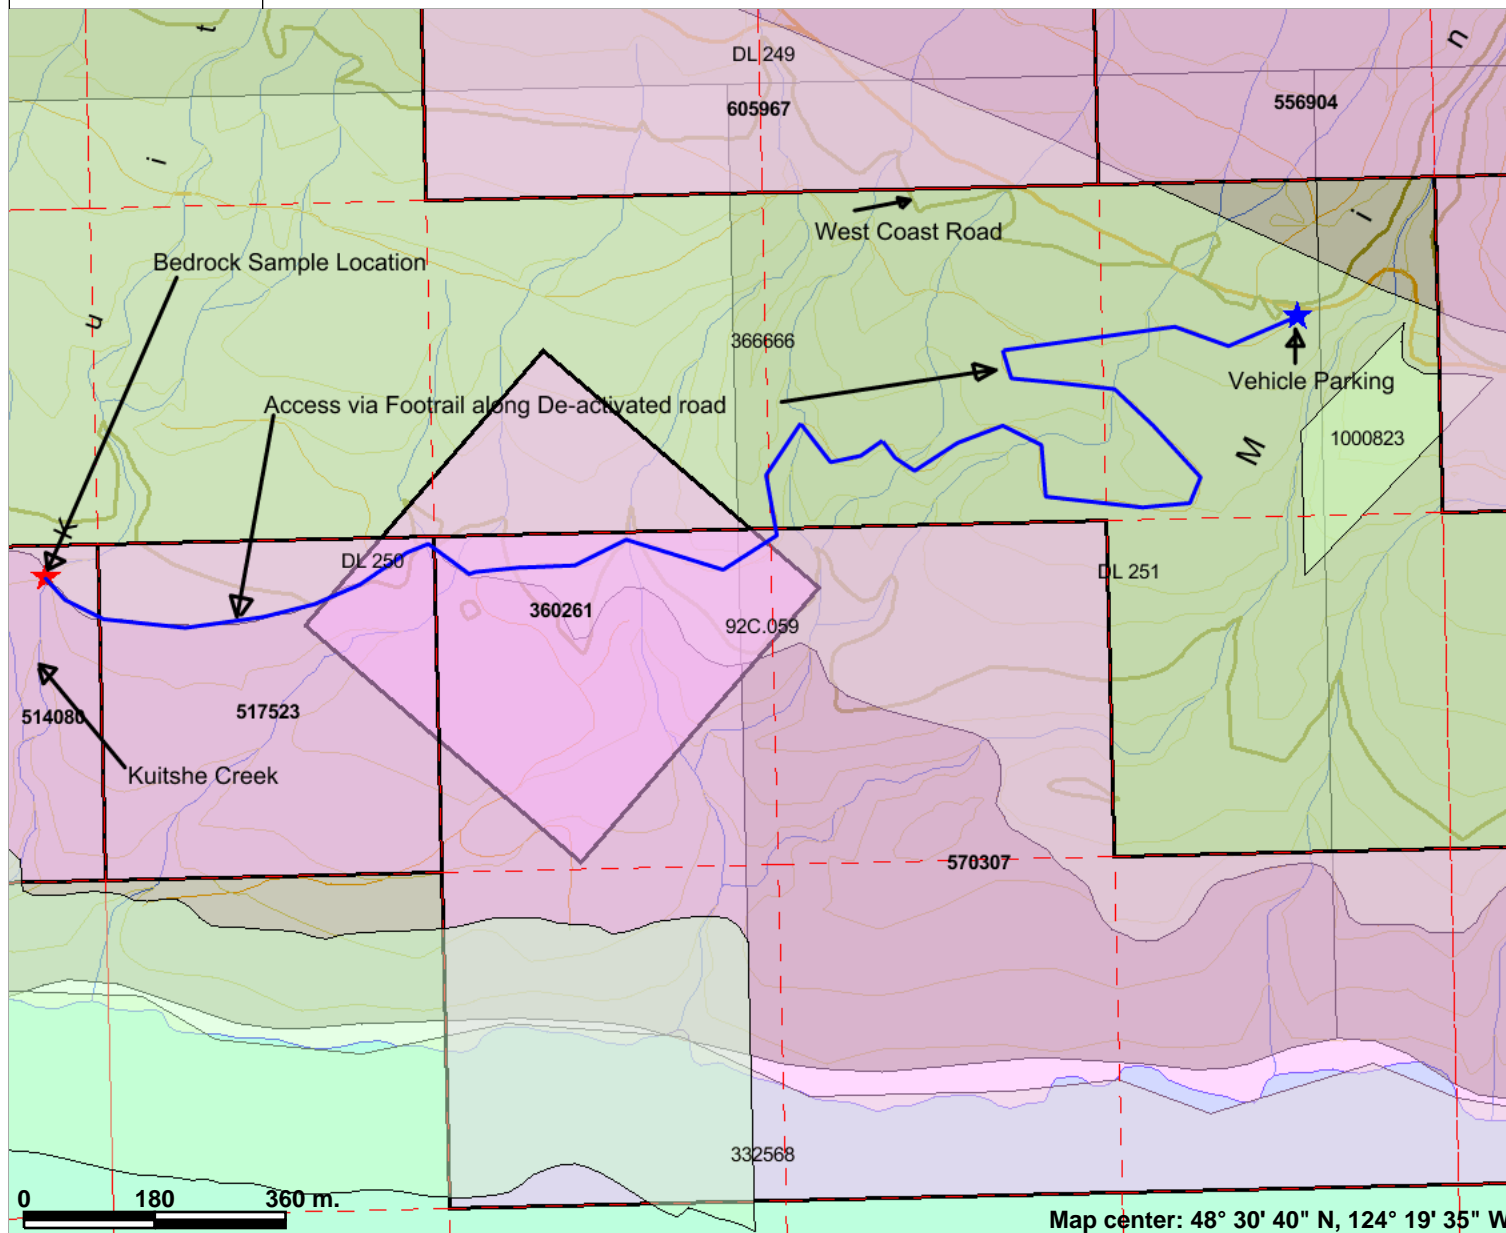 t
n
DL 249
605967
556904
i
i
West Coast Road
Bedrock Sample Location
u
366666
Vehicle Parking
Access via Footrail along De-activated road
M
1000823
K
DL 250
DL 251
360261
92C.059
514080
517523
Kuitshe Creek
570307
332568
0 180 360 m.
Map center: 48° 30' 40" N, 124° 19' 35" W